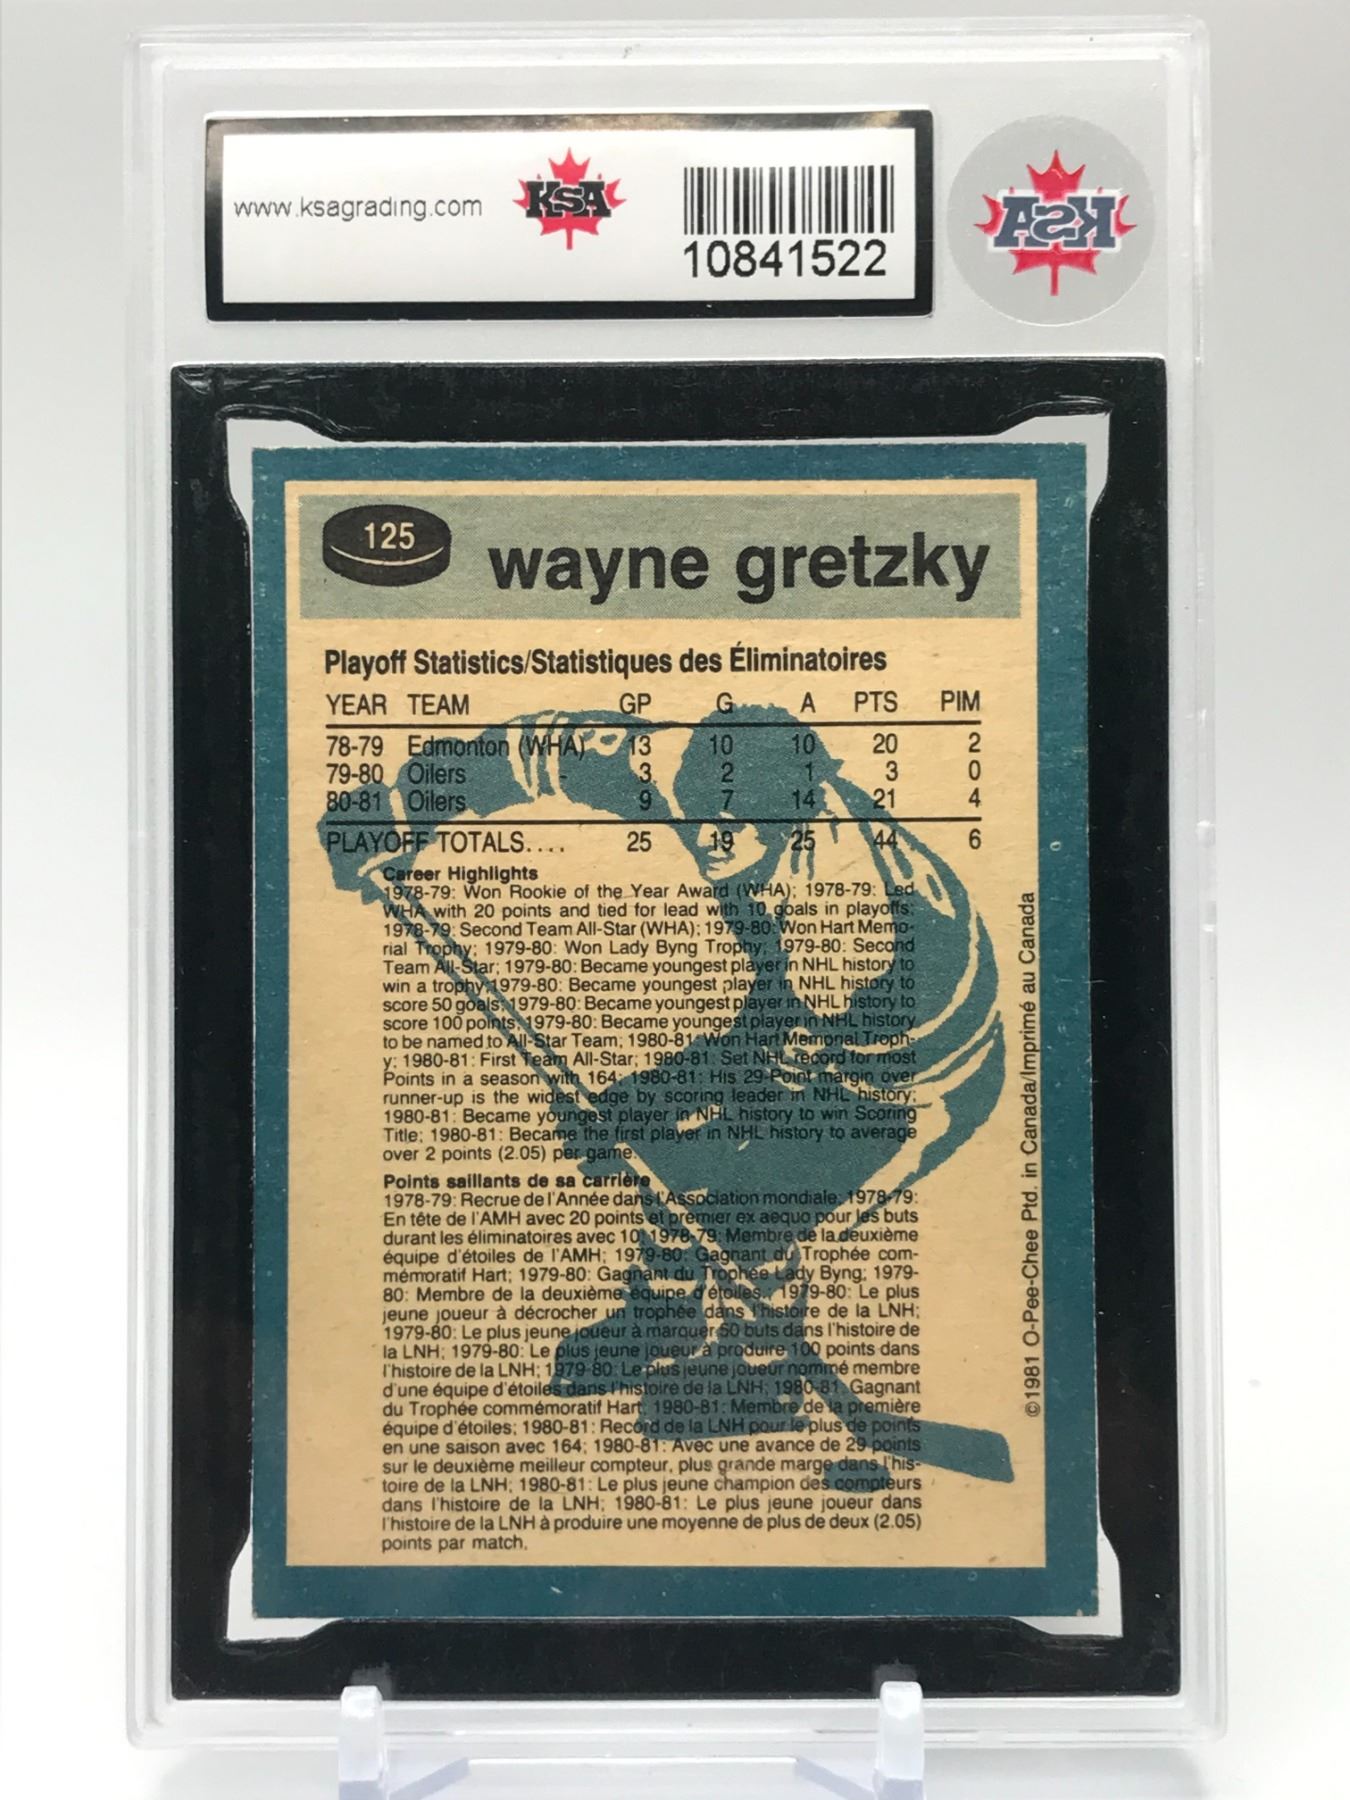 www.ksagrading.com
KSA
10841522
KSA
125
wayne gretzky
Playoff Statistics/Statistiques des Éliminatoires
YEAR TEAM GP G A PTS PIM
78-79 Edmonton (WHA) 13 10 10 20 2
79-80 Oilers 3 2 1 3 0
80-81 Oilers 9 7 14 21 4
PLAYOFF TOTALS.... 25 19 25 44 6
Career Highlights
1978-79: Won Rookie of the Year Award (WHA); 1978-79: Led
WHA with 20 points and tied for lead with 10 goals in playoffs;
1978-79: Second Team All-Star (WHA); 1979-80: Won Hart Memo-
rial Trophy; 1979-80: Won Lady Byng Trophy; 1979-80: Second
Team All-Star; 1979-80: Became youngest player in NHL history to
win a trophy; 1979-80: Became youngest player in NHL history to
score 50 goals; 1979-80: Became youngest player in NHL history to
score 100 points; 1979-80: Became youngest player in NHL history
to be named to All-Star Team; 1980-81: Won Hart Memorial Troph-
y; 1980-81: First Team All-Star; 1980-81: Set NHL record for most
Points in a season with 164; 1980-81: His 29-Point margin over
runner-up is the widest edge by scoring leader in NHL history;
1980-81: Became youngest player in NHL history to win Scoring
Title; 1980-81: Became the first player in NHL history to average
over 2 points (2.05) per game.
Points saillants de sa carrière
1978-79: Recrue de l'Année dans l'Association mondiale; 1978-79:
En tête de l'AMH avec 20 points et premier ex aequo pour les buts
durant les éliminatoires avec 10; 1978-79: Membre de la deuxième
équipe d'étoiles de l'AMH; 1979-80: Gagnant du Trophée com-
mémoratif Hart; 1979-80: Gagnant du Trophée Lady Byng; 1979-
80: Membre de la deuxième équipe d'étoiles.; 1979-80: Le plus
jeune joueur à décrocher un trophée dans l'histoire de la LNH;
1979-80: Le plus jeune joueur à marquer 50 buts dans l'histoire de
la LNH; 1979-80: Le plus jeune joueur à produire 100 points dans
l'histoire de la LNH; 1979-80: Le plus jeune joueur nommé membre
d'une équipe d'étoiles dans l'histoire de la LNH; 1980-81: Gagnant
du Trophée commémoratif Hart; 1980-81: Membre de la première
équipe d'étoiles; 1980-81: Record de la LNH pour le plus de points
en une saison avec 164; 1980-81: Avec une avance de 29 points
sur le deuxième meilleur compteur, plus grande marge dans l'his-
toire de la LNH; 1980-81: Le plus jeune champion des compteurs
dans l'histoire de la LNH; 1980-81: Le plus jeune joueur dans
l'histoire de la LNH à produire une moyenne de plus de deux (2.05)
points par match.
©1981 O-Pee-Chee Ptd. in Canada/Imprimé au Canada